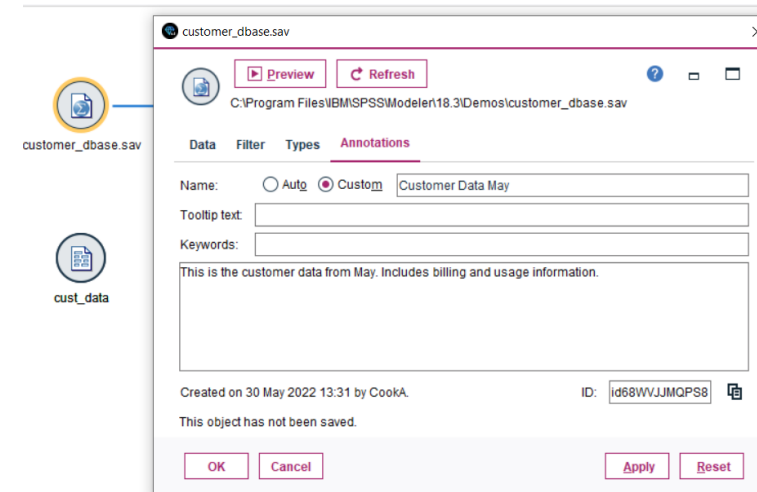 customer_dbase.sav
Preview Refresh
C:\Program Files\IBM\SPSS\Modeler\18.3\Demos\customer_dbase.sav
customer_dbase.sav
Data Filter Types Annotations
Name: Auto Custom Customer Data May
Tooltip text:
Keywords:
This is the customer data from May. Includes billing and usage information.
cust_data
Created on 30 May 2022 13:31 by CookA. ID: id68WVJJMQPS8
This object has not been saved.
OK Cancel Apply Reset